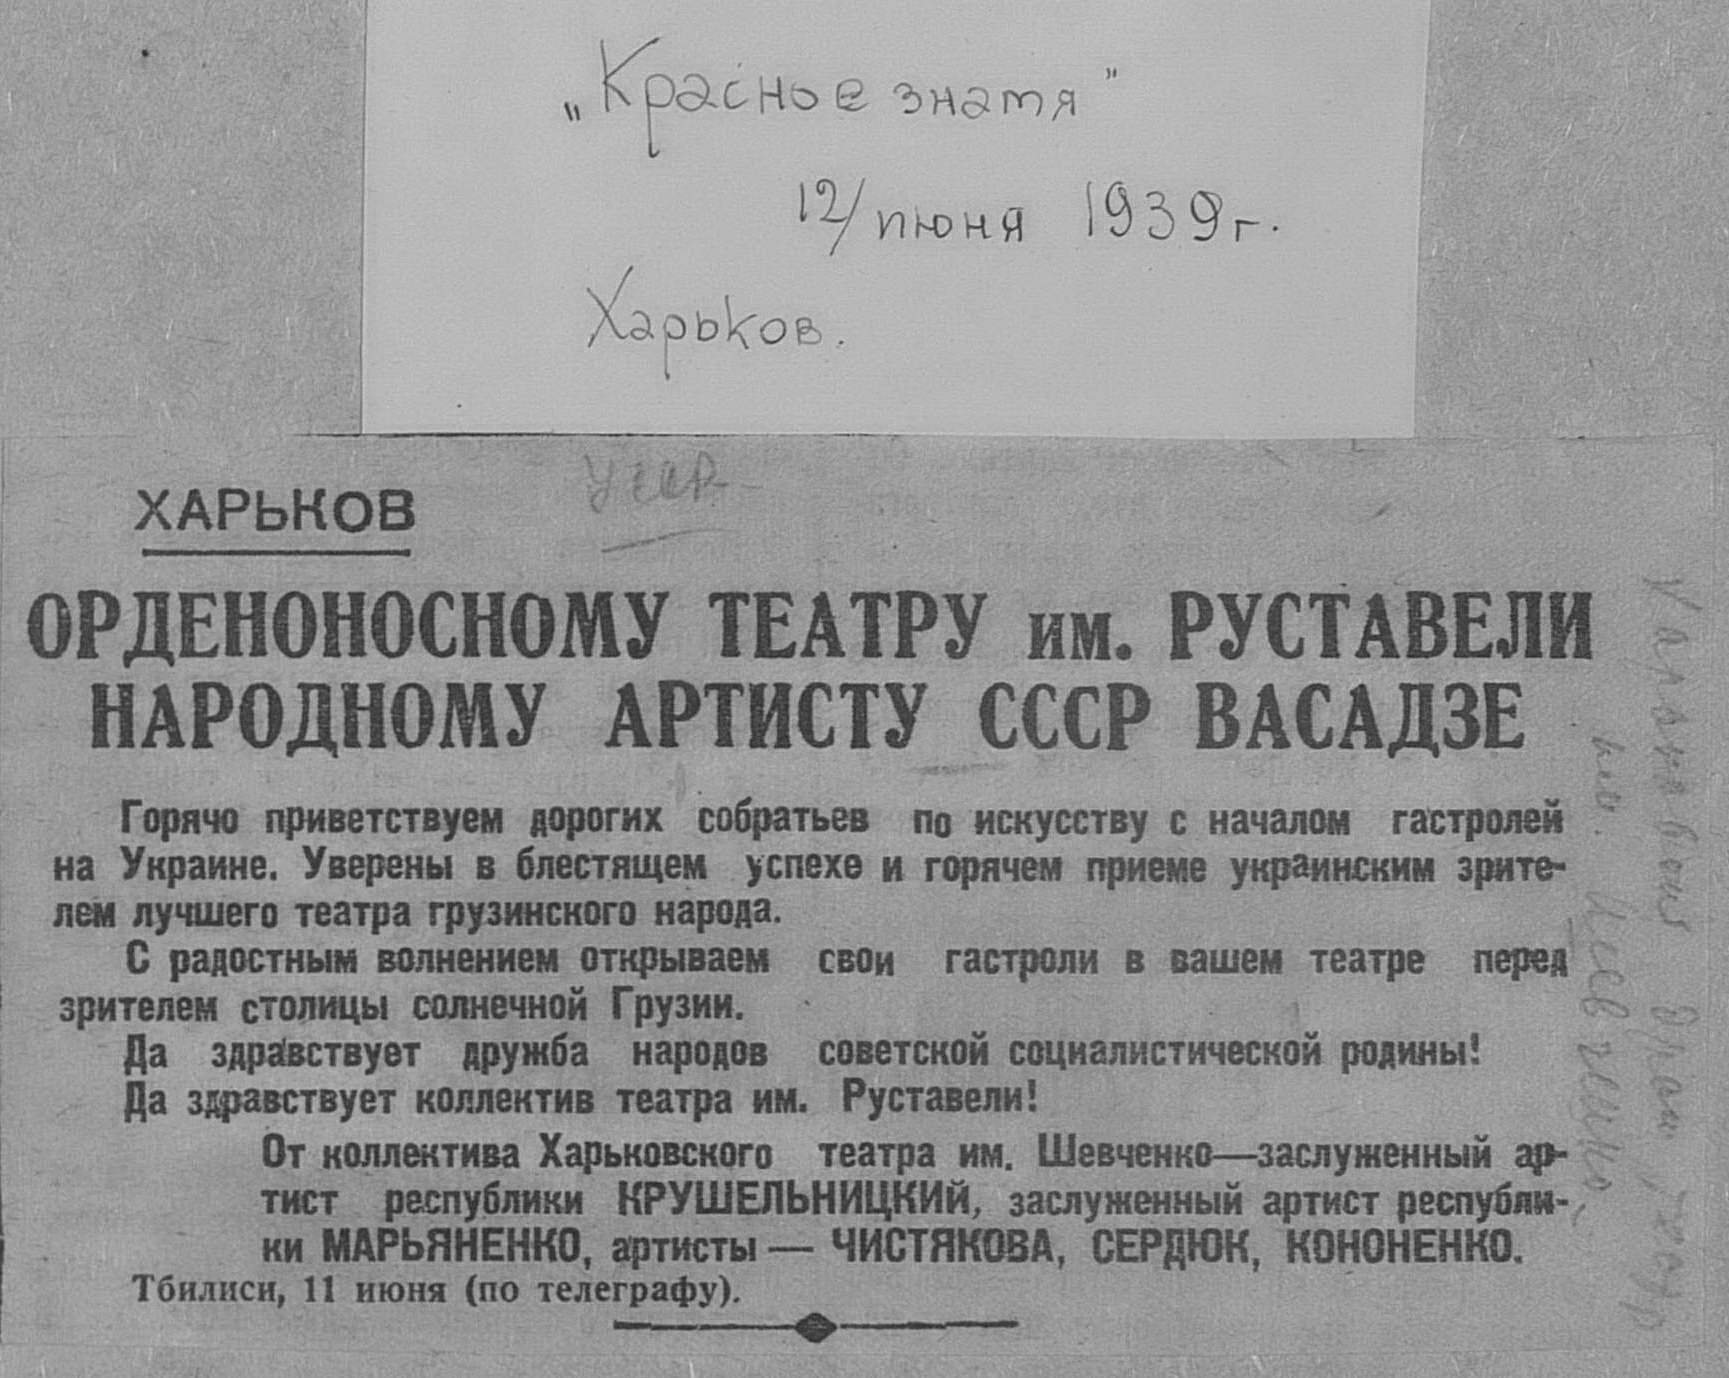 „Красное знамя"
12/июня 1939 г.
Харьков.
УССР
ХАРЬКОВ
ОРДЕНОНОСНОМУ ТЕАТРУ им. РУСТАВЕЛИ
НАРОДНОМУ АРТИСТУ СССР ВАСАДЗЕ
Горячо приветствуем дорогих собратьев по искусству с началом гастролей
на Украине. Уверены в блестящем успехе и горячем приеме украинским зрите-
лем лучшего театра грузинского народа.
С радостным волнением открываем свои гастроли в вашем театре перед
зрителем столицы солнечной Грузии.
Да здравствует дружба народов советской социалистической родины!
Да здравствует коллектив театра им. Руставели!
От коллектива Харьковского театра им. Шевченко—заслуженный ар-
тист республики КРУШЕЛЬНИЦКИЙ, заслуженный артист республи-
ки МАРЬЯНЕНКО, артисты — ЧИСТЯКОВА, СЕРДЮК, КОНОНЕНКО.
Тбилиси, 11 июня (по телеграфу).